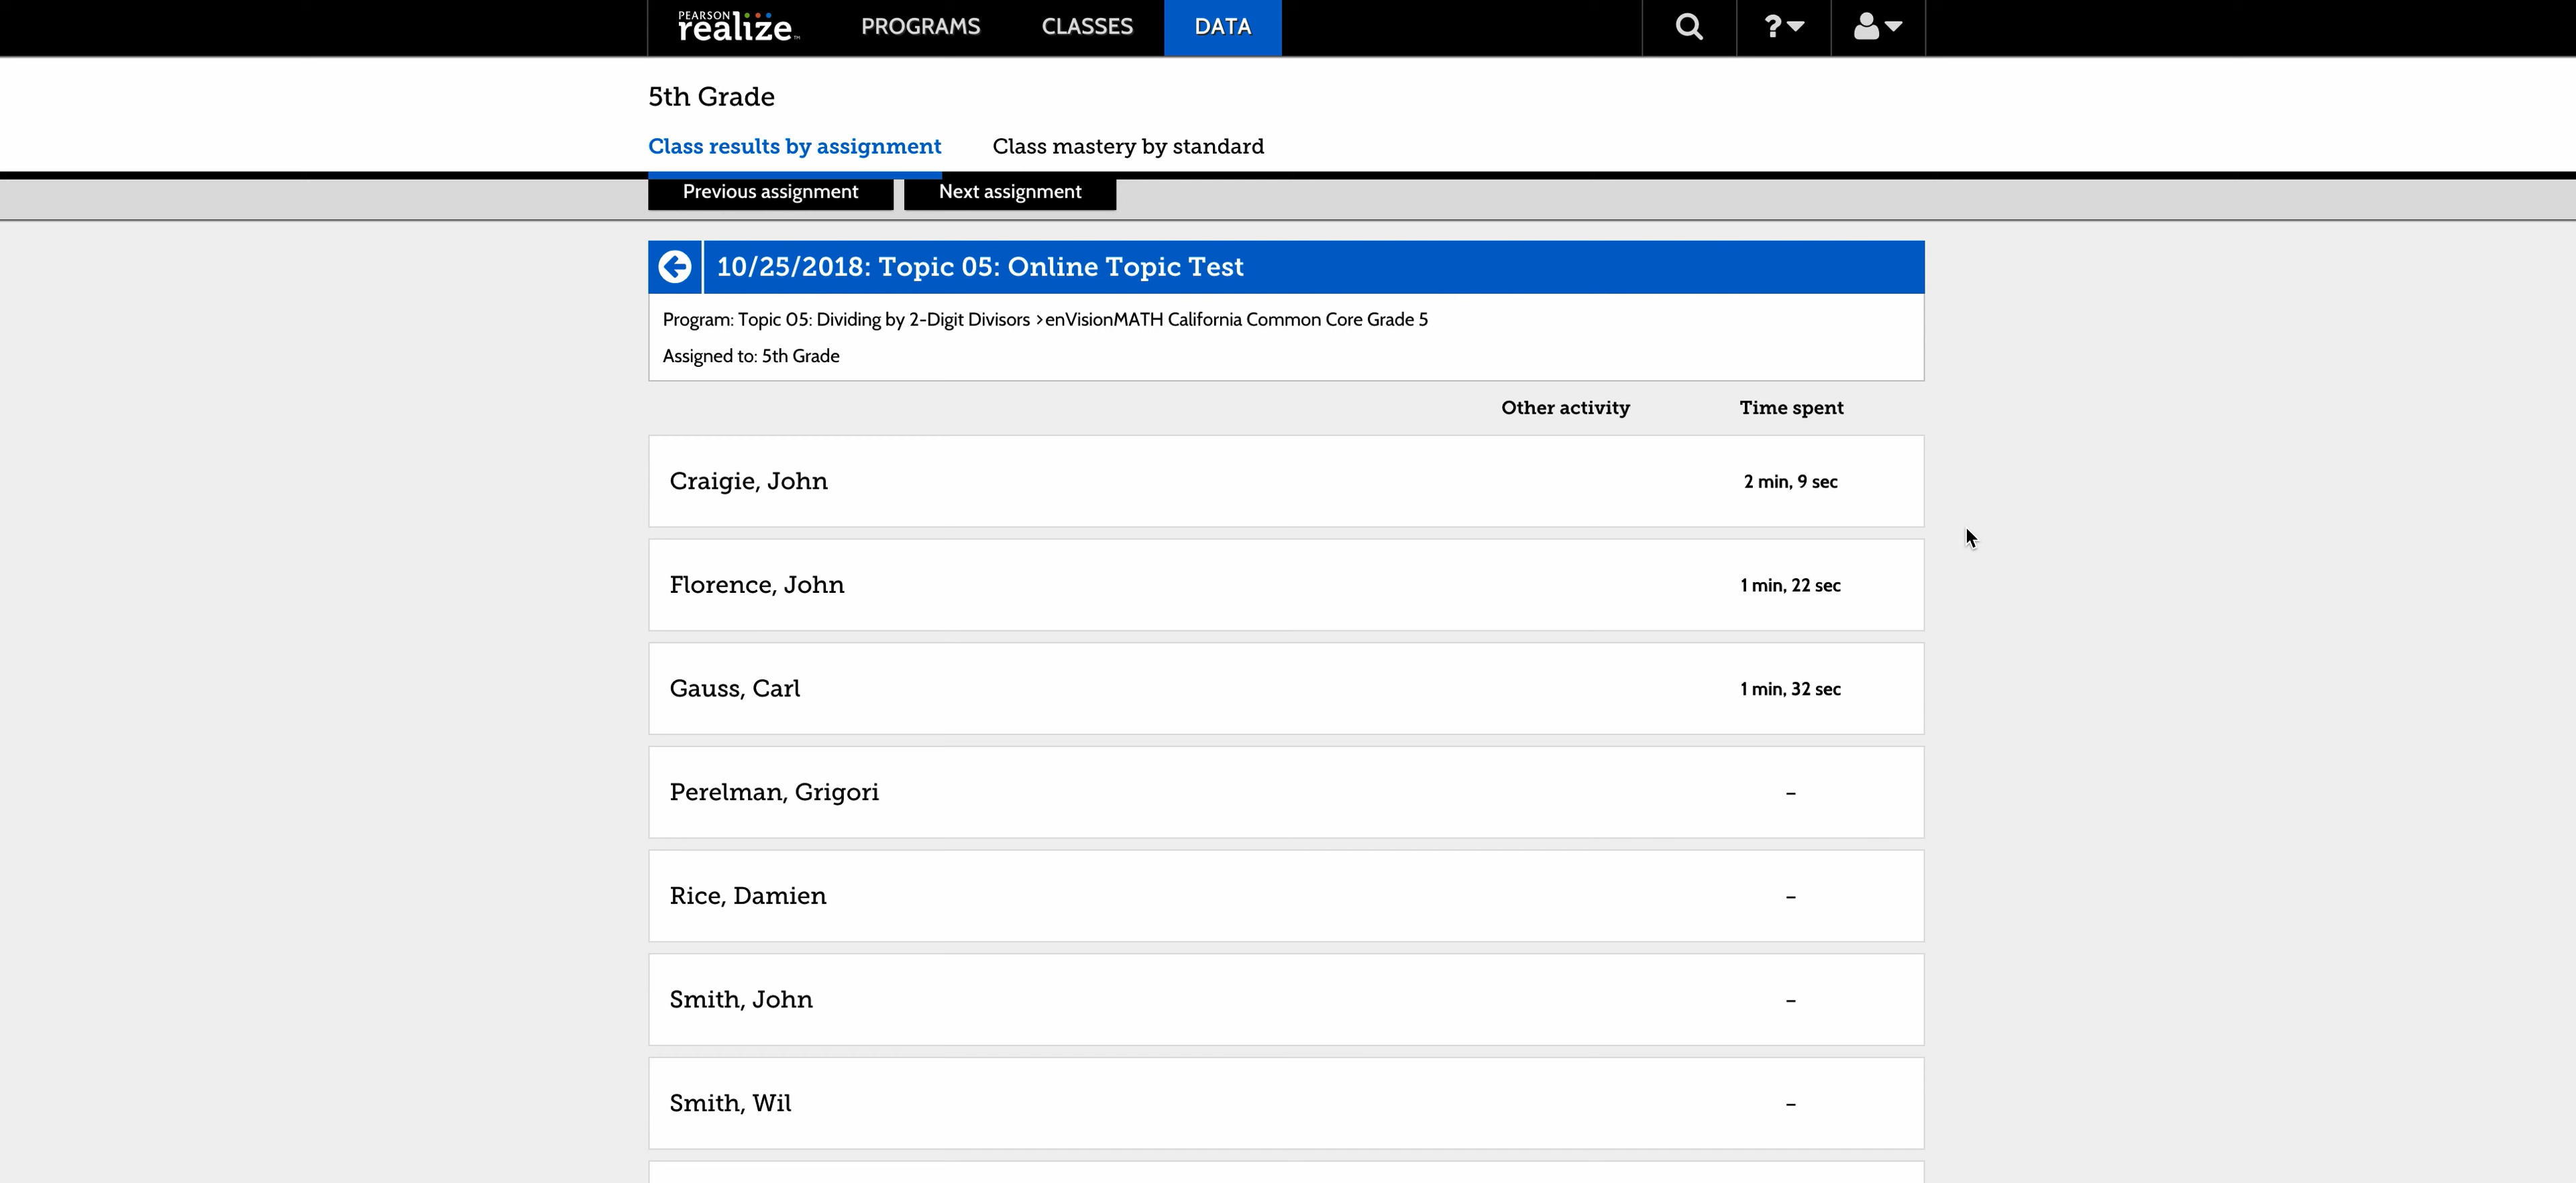 PEARSON
realize™ PROGRAMS CLASSES DATA ?
5th Grade
Class results by assignment Class mastery by standard
Previous assignment Next assignment
10/25/2018: Topic 05: Online Topic Test
Program: Topic 05: Dividing by 2-Digit Divisors > enVisionMATH California Common Core Grade 5
Assigned to: 5th Grade
Other activity Time spent
Craigie, John 2 min, 9 sec
Florence, John 1 min, 22 sec
Gauss, Carl 1 min, 32 sec
Perelman, Grigori –
Rice, Damien –
Smith, John –
Smith, Wil –